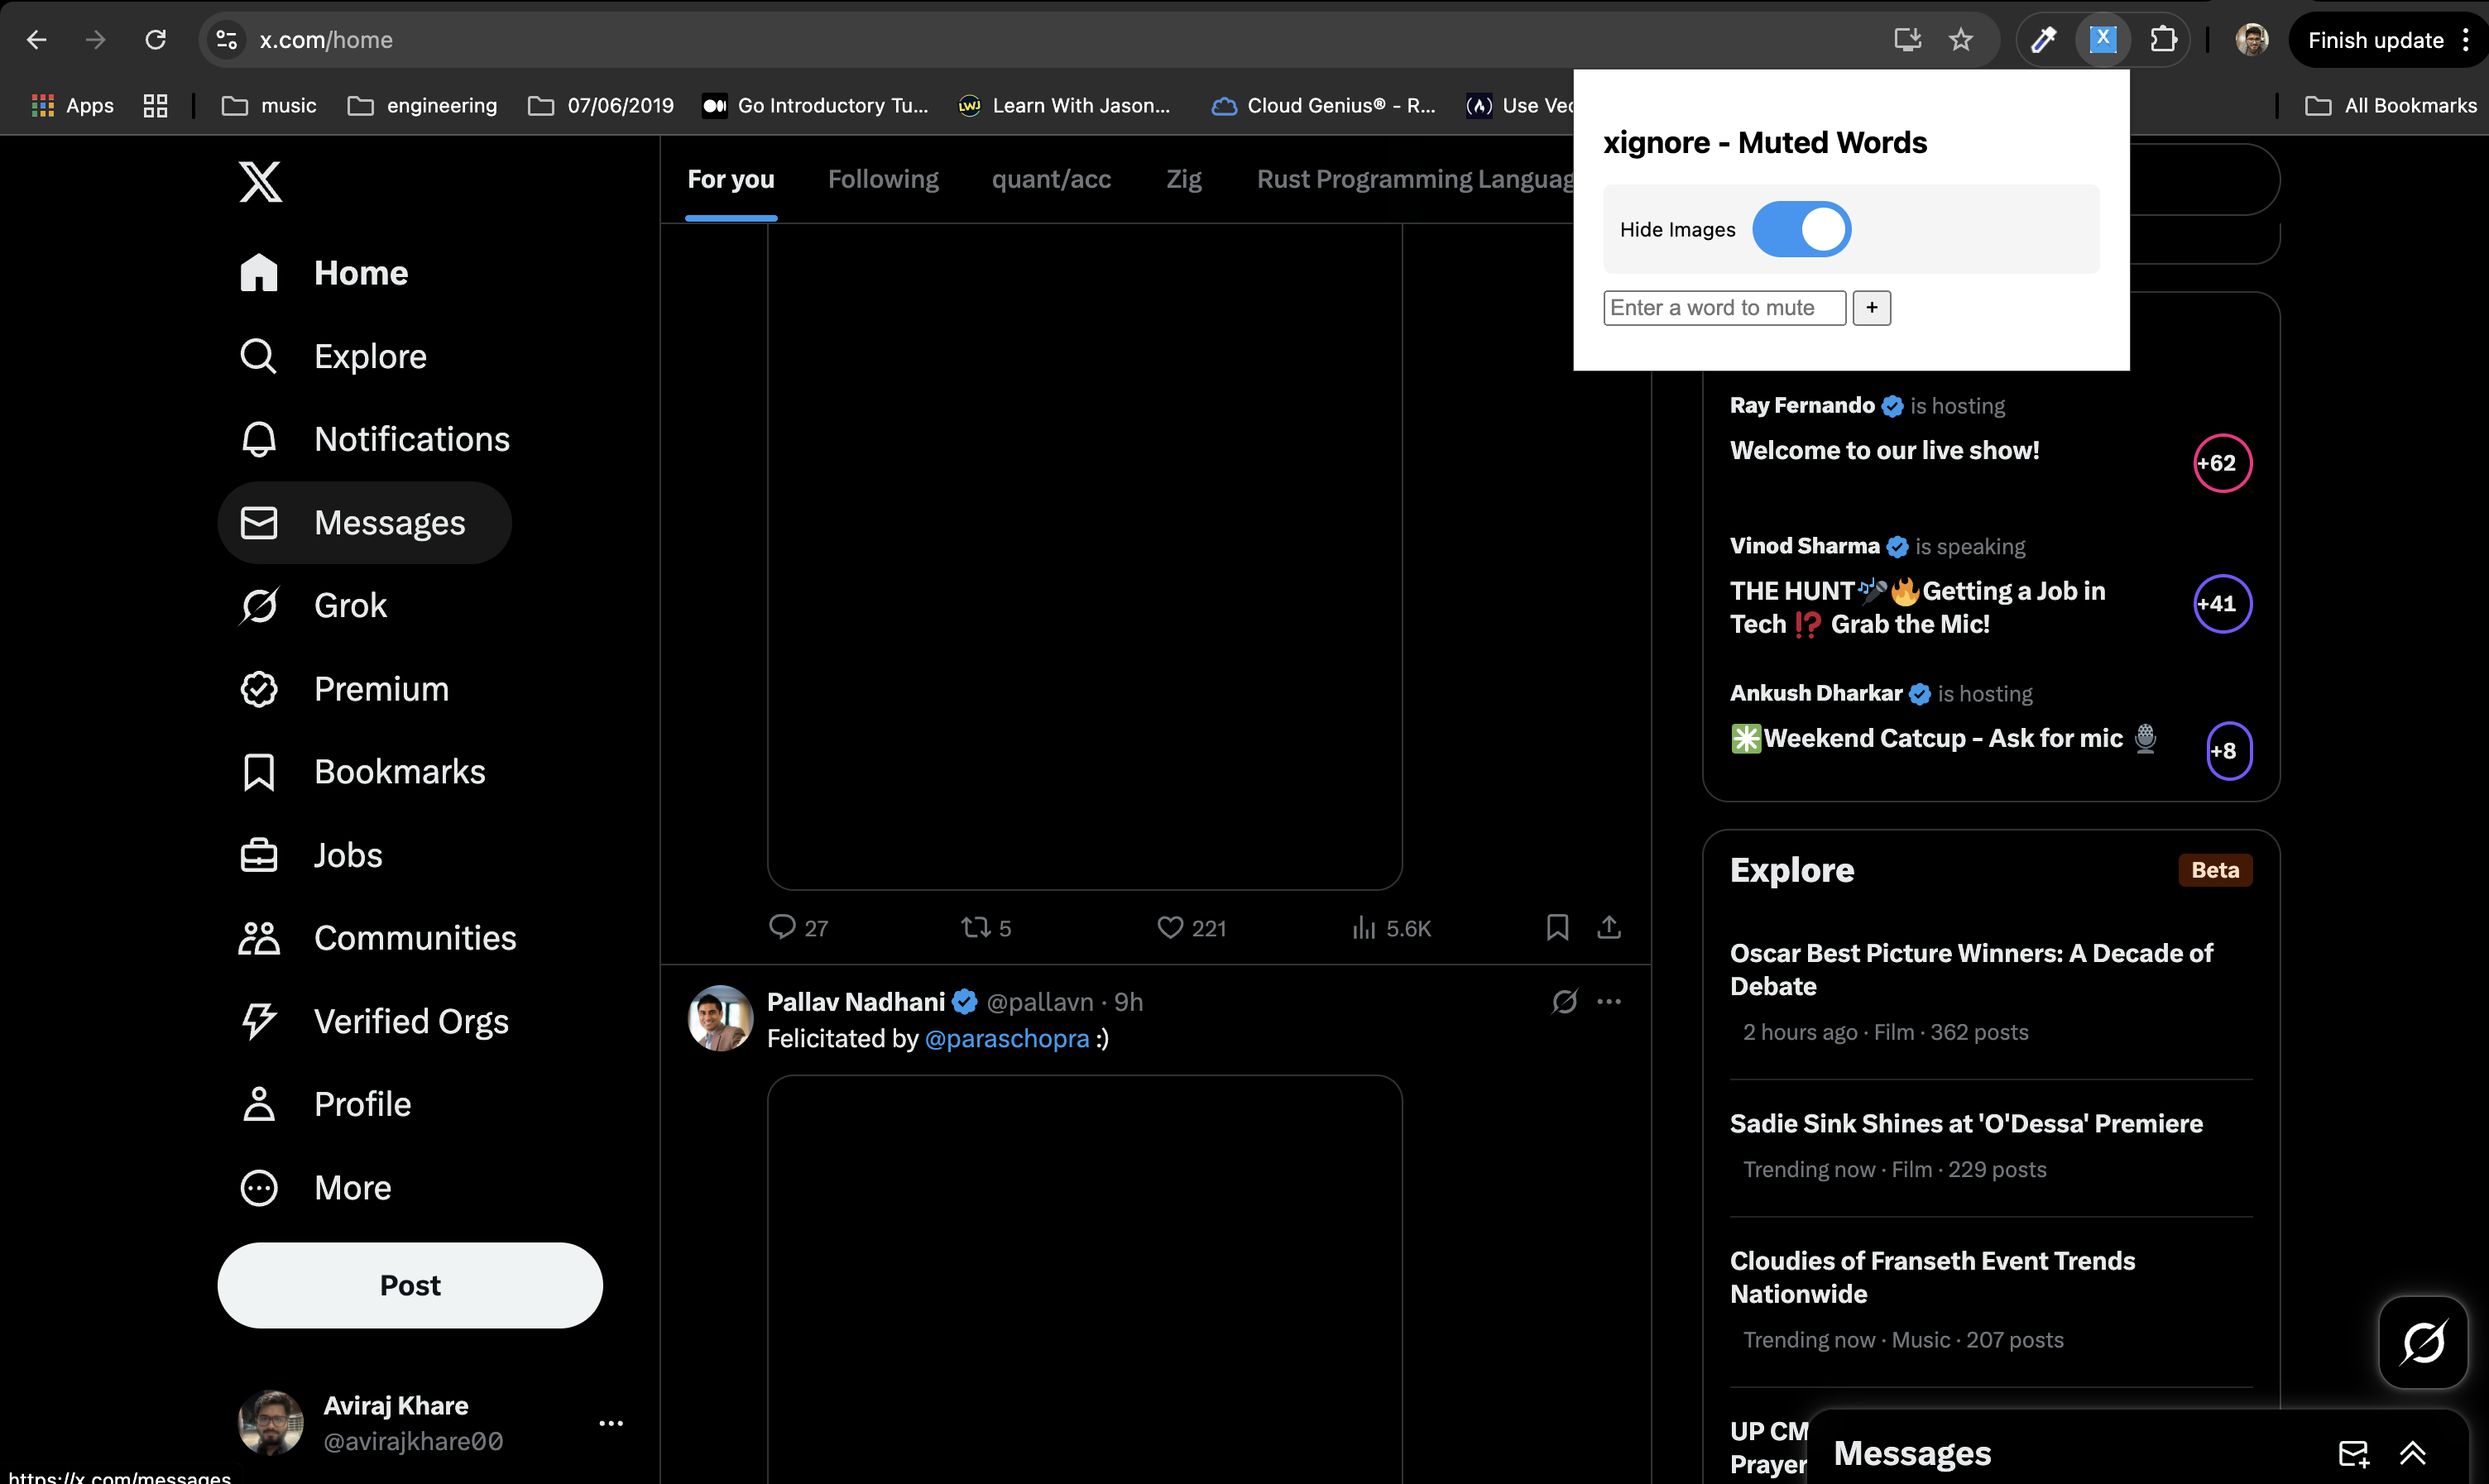 x.com/home
Finish update
Apps
music
engineering
07/06/2019
Go Introductory Tu...
LWJ
Learn With Jason...
Cloud Genius® - R...
Use Vec
All Bookmarks
xignore - Muted Words
Hide Images
Enter a word to mute
+
Home
Explore
Notifications
Messages
Grok
Premium
Bookmarks
Jobs
Communities
Verified Orgs
Profile
More
Post
Aviraj Khare
@avirajkhare00
https://x.com/messages
For you
Following
quant/acc
Zig
Rust Programming Languag
27
5
221
5.6K
Pallav Nadhani @pallavn · 9h
Felicitated by @paraschopra :)
Ray Fernando is hosting
Welcome to our live show!
+62
Vinod Sharma is speaking
THE HUNT🎤🔥Getting a Job in
Tech ⁉️ Grab the Mic!
+41
Ankush Dharkar is hosting
✳️Weekend Catcup - Ask for mic 🎙️
+8
Explore
Beta
Oscar Best Picture Winners: A Decade of
Debate
2 hours ago · Film · 362 posts
Sadie Sink Shines at 'O'Dessa' Premiere
Trending now · Film · 229 posts
Cloudies of Franseth Event Trends
Nationwide
Trending now · Music · 207 posts
UP CM
Prayer
Messages